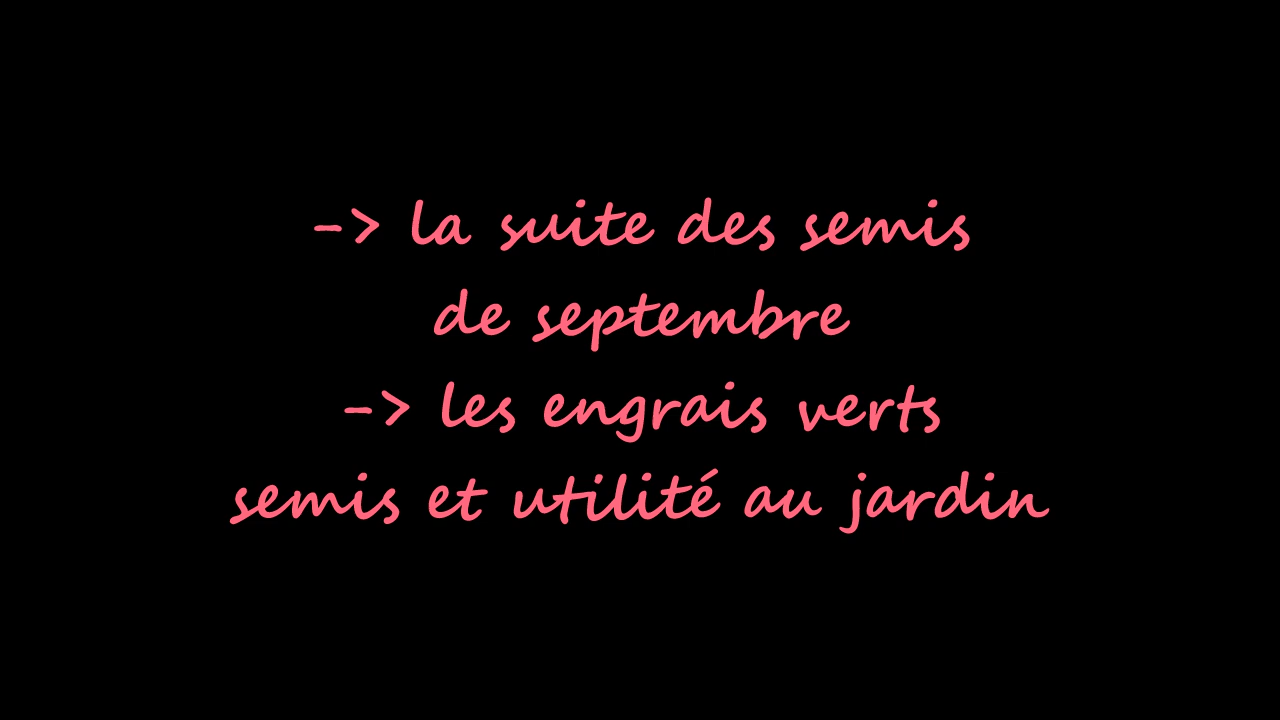 -> la suite des semis
de septembre
-> les engrais verts
semis et utilité au jardin